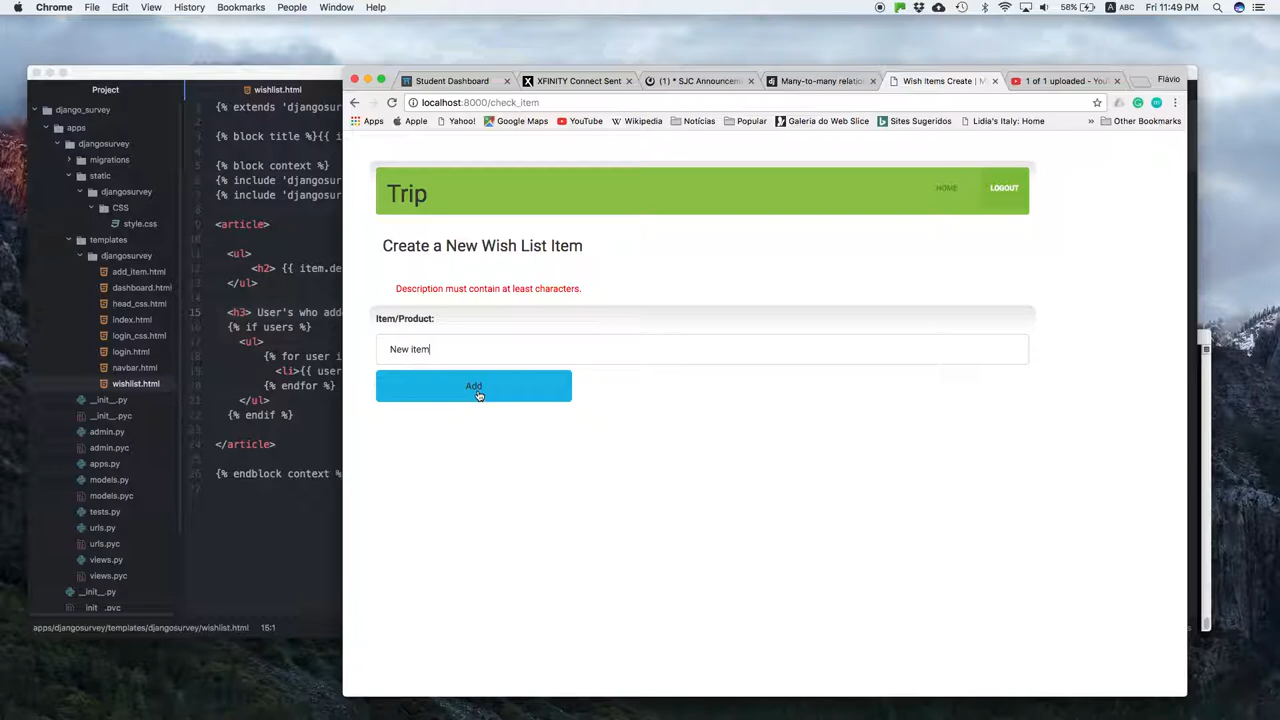 Chrome File Edit View History Bookmarks People Window Help 58% ABC Fri 11:49 PM
Project
wishlist.html
django_survey
apps
djangosurvey
migrations
static
djangosurvey
CSS
style.css
templates
djangosurvey
add_item.html
dashboard.html
head_css.html
index.html
login_css.html
login.html
navbar.html
wishlist.html
__init__.py
__init__.pyc
admin.py
admin.pyc
apps.py
models.py
models.pyc
tests.py
urls.py
urls.pyc
views.py
views.pyc
__init__.py
__init__.pyc
{% extends 'djangosur
{% block title %}{{ i
{% block context %}
{% include 'djangosur
{% include 'djangosur
<article>
<ul>
<h2> {{ item.de
</ul>
<h3> User's who adde
{% if users %}
<ul>
{% for user i
<li>{{ user
{% endfor %}
</ul>
{% endif %}
</article>
{% endblock context %
apps/djangosurvey/templates/djangosurvey/wishlist.html 15:1
Student Dashboard XFINITY Connect Sent (1) * SJC Announcem Many-to-many relatio Wish Items Create | M 1 of 1 uploaded - You Flávio
localhost:8000/check_item
Apps Apple Yahoo! Google Maps YouTube Wikipedia Notícias Popular Galeria do Web Slice Sites Sugeridos Lidia's Italy: Home » Other Bookmarks
Trip HOME LOGOUT
Create a New Wish List Item
Description must contain at least characters.
Item/Product:
New item
Add